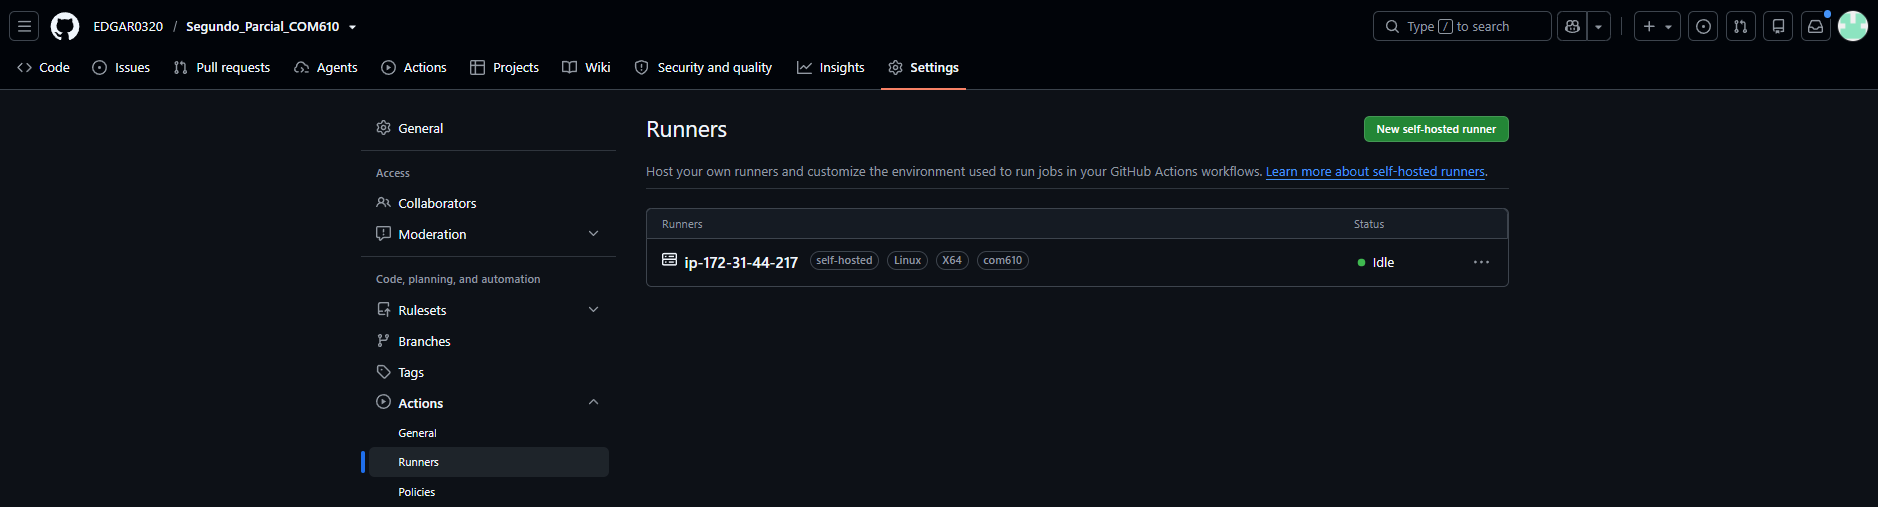 EDGAR0320 / Segundo_Parcial_COM610
Type / to search
Code Issues Pull requests Agents Actions Projects Wiki Security and quality Insights Settings
General
Access
Collaborators
Moderation
Code, planning, and automation
Rulesets
Branches
Tags
Actions
General
Runners
Policies
Runners
New self-hosted runner
Host your own runners and customize the environment used to run jobs in your GitHub Actions workflows. Learn more about self-hosted runners.
Runners Status
ip-172-31-44-217 self-hosted Linux X64 com610 Idle